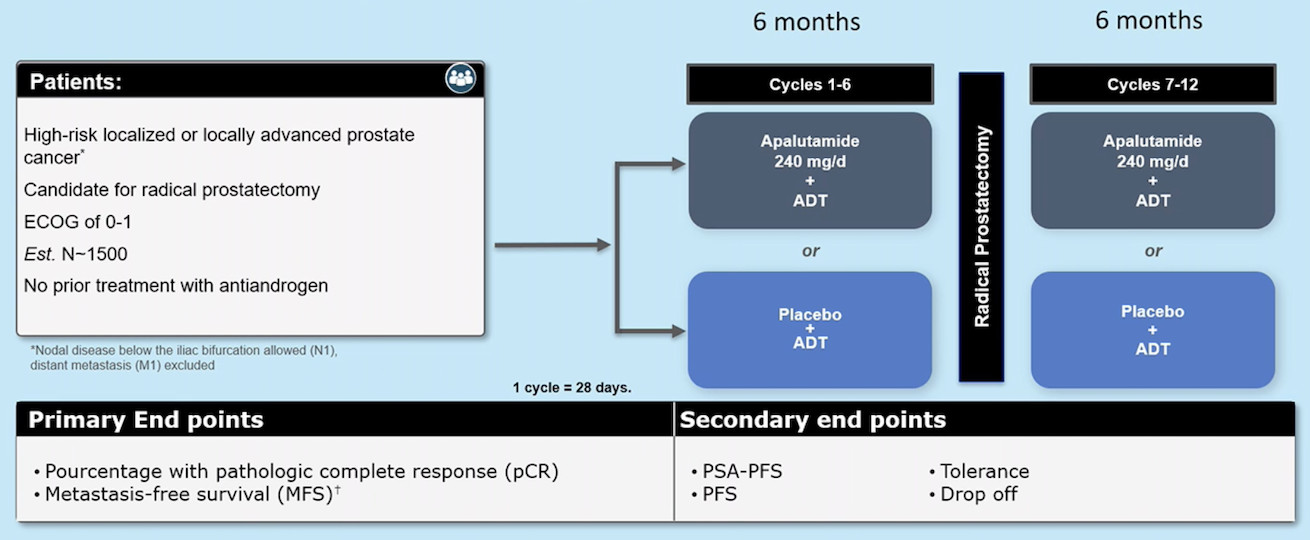 6 months
6 months
Patients:
High-risk localized or locally advanced prostate
cancer*
Candidate for radical prostatectomy
ECOG of 0-1
Est. N~1500
No prior treatment with antiandrogen
*Nodal disease below the iliac bifurcation allowed (N1),
distant metastasis (M1) excluded
Cycles 1-6
Apalutamide
240 mg/d
+
ADT
or
Placebo
+
ADT
1 cycle = 28 days.
Radical Prostatectomy
Cycles 7-12
Apalutamide
240 mg/d
+
ADT
or
Placebo
+
ADT
Primary End points
• Pourcentage with pathologic complete response (pCR)
• Metastasis-free survival (MFS)†
Secondary end points
• PSA-PFS
• PFS
• Tolerance
• Drop off